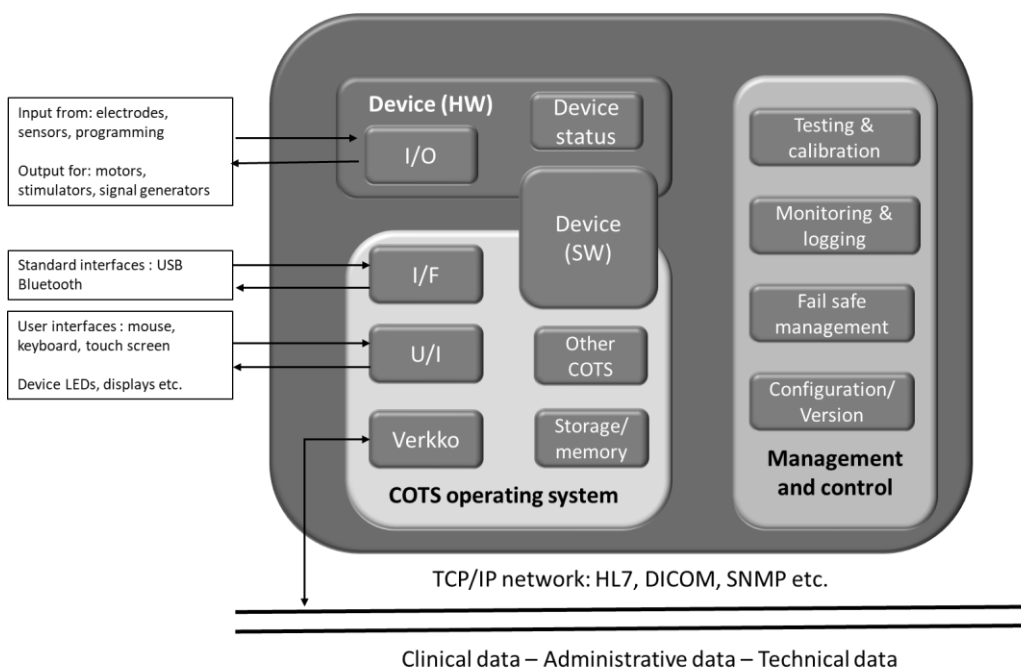 Input from: electrodes,
sensors, programming
Output for: motors,
stimulators, signal generators
Standard interfaces : USB
Bluetooth
User interfaces : mouse,
keyboard, touch screen
Device LEDs, displays etc.
Device (HW)
I/O
Device
status
Device
(SW)
I/F
U/I
Other
COTS
Verkko
Storage/
memory
COTS operating system
Testing &
calibration
Monitoring &
logging
Fail safe
management
Configuration/
Version
Management
and control
TCP/IP network: HL7, DICOM, SNMP etc.
Clinical data – Administrative data – Technical data